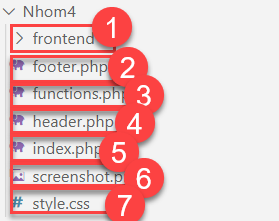 Nhom4
frontend 1
footer.php 2
functions.php 3
header.php 4
index.php 5
screenshot.p 6
style.css 7